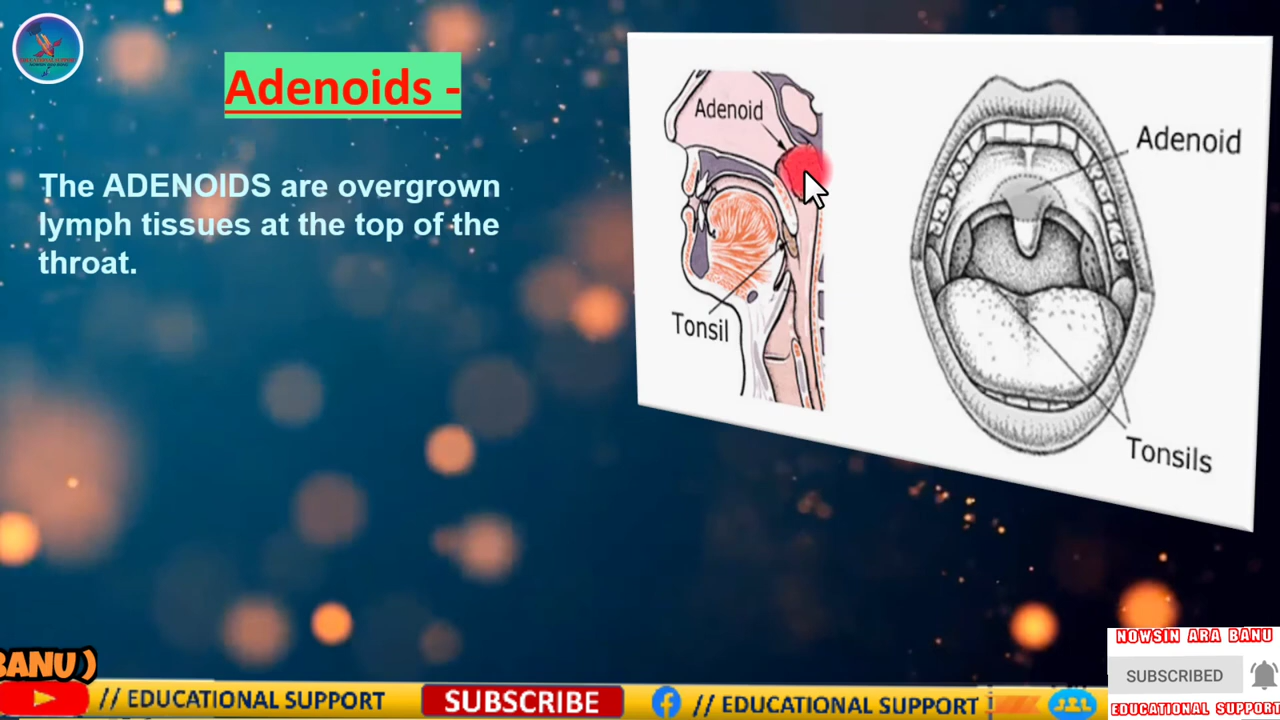 Adenoids -
The ADENOIDS are overgrown
lymph tissues at the top of the
throat.
Adenoid
Tonsil
Adenoid
Tonsils
BANU )
// EDUCATIONAL SUPPORT
SUBSCRIBE
// EDUCATIONAL SUPPORT
NOWSIN ARA BANU
SUBSCRIBED
EDUCATIONAL SUPPORT